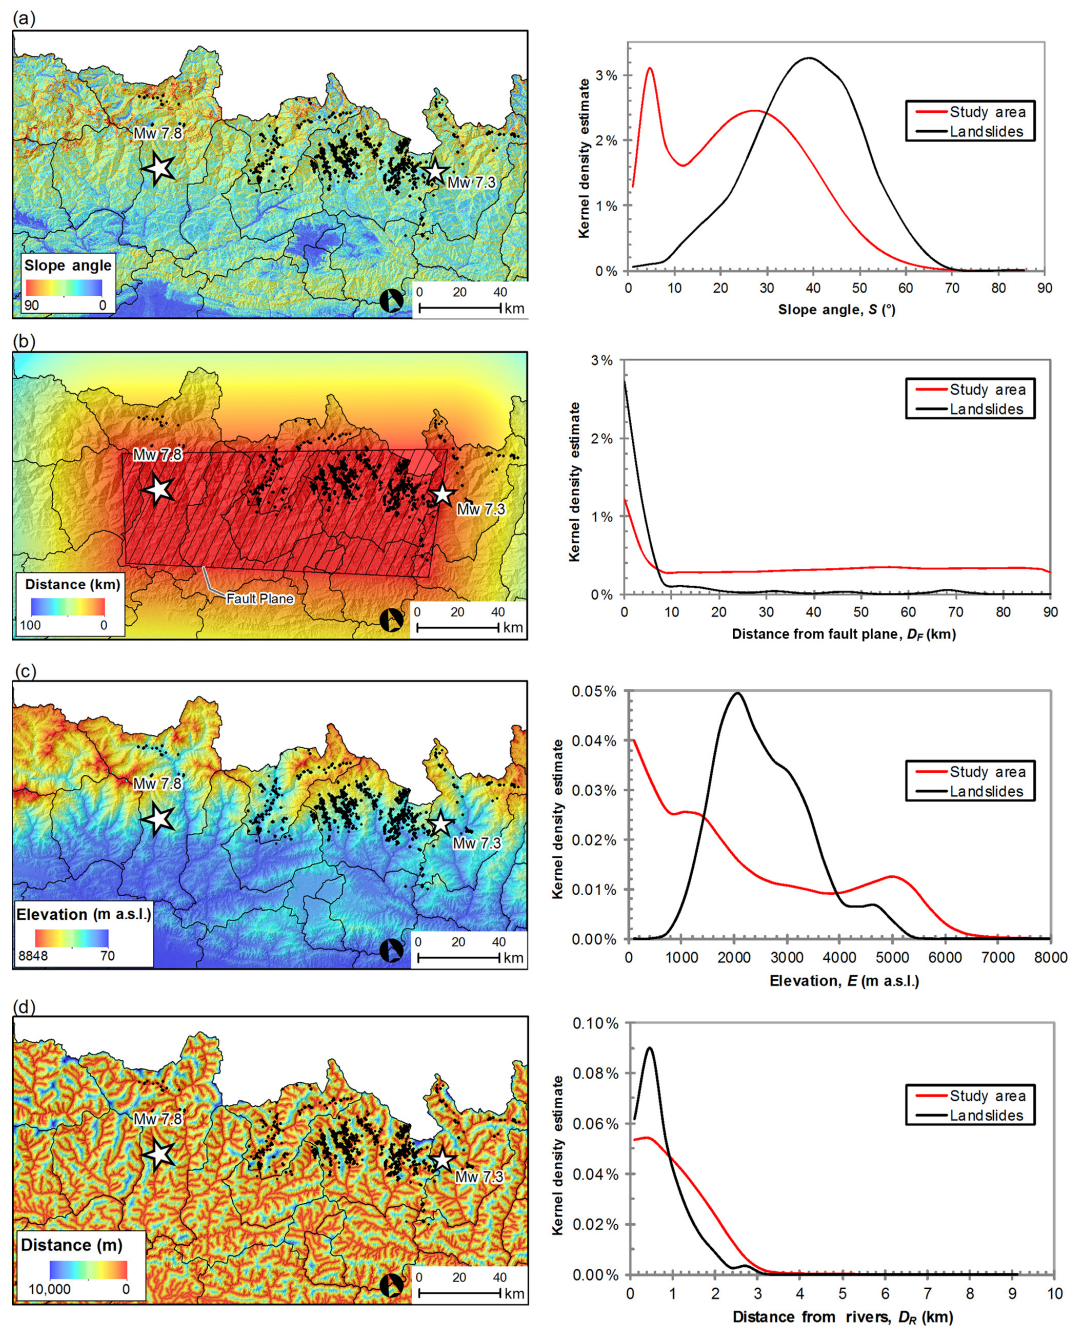 (a)
Mw 7.8
Mw 7.3
Slope angle
90 0
0 20 40
km
Kernel density estimate
3%
2%
1%
0%
Study area
Landslides
0 10 20 30 40 50 60 70 80 90
Slope angle, S (°)
(b)
Mw 7.8
Mw 7.3
Distance (km)
100 0
Fault Plane
0 20 40
km
Kernel density estimate
3%
2%
1%
0%
Study area
Landslides
0 10 20 30 40 50 60 70 80 90
Distance from fault plane, DF (km)
(c)
Mw 7.8
Mw 7.3
Elevation (m a.s.l.)
8848 70
0 20 40
km
Kernel density estimate
0.05%
0.04%
0.03%
0.02%
0.01%
0.00%
Study area
Landslides
0 1000 2000 3000 4000 5000 6000 7000 8000
Elevation, E (m a.s.l.)
(d)
Mw 7.8
Mw 7.3
Distance (m)
10,0000 0
0 20 40
km
Kernel density estimate
0.10%
0.08%
0.06%
0.04%
0.02%
0.00%
Study area
Landslides
0 1 2 3 4 5 6 7 8 9 10
Distance from rivers, DR (km)